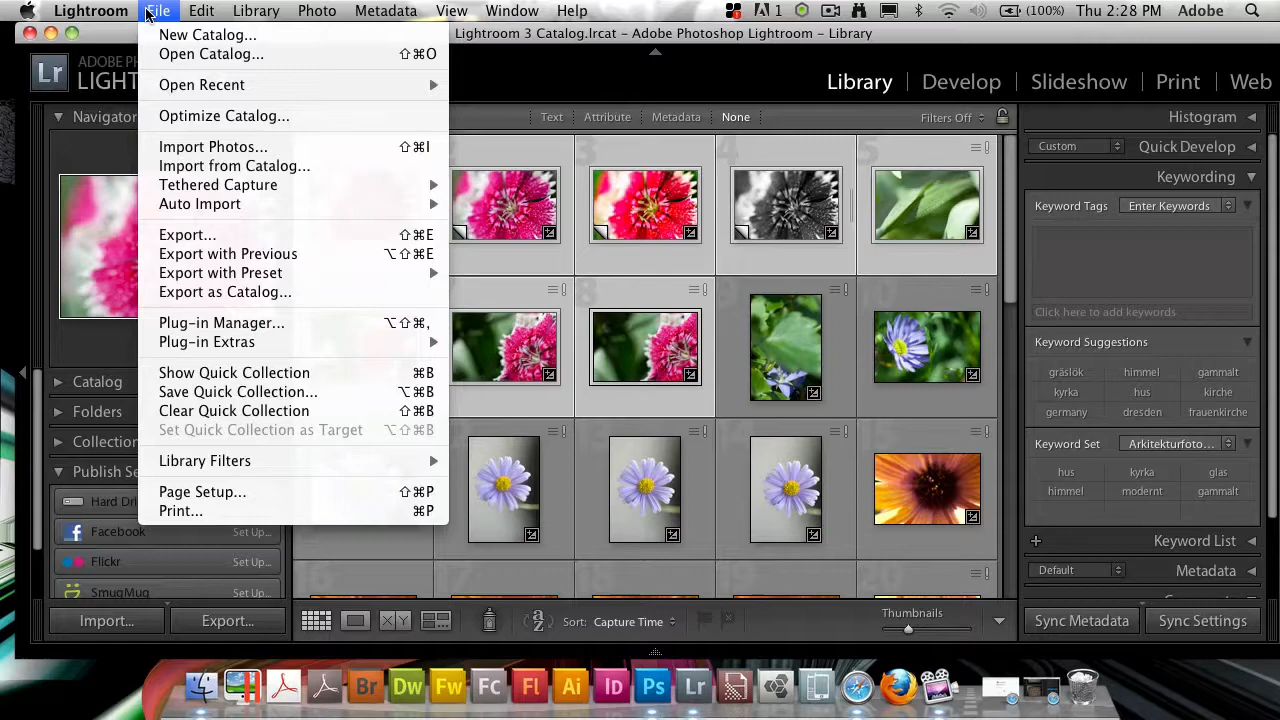 Lightroom File Edit Library Photo Metadata View Window Help 1 (100%) Thu 2:28 PM Adobe
Lightroom 3 Catalog.lrcat - Adobe Photoshop Lightroom - Library
Lr
Library | Develop | Slideshow | Print | Web
New Catalog...
Open Catalog... ⇧⌘O
Open Recent
Optimize Catalog...
Import Photos... ⇧⌘I
Import from Catalog...
Tethered Capture
Auto Import
Export... ⇧⌘E
Export with Previous ⌥⇧⌘E
Export with Preset
Export as Catalog...
Plug-in Manager... ⌥⇧⌘,
Plug-in Extras
Show Quick Collection ⌘B
Save Quick Collection... ⌥⌘B
Clear Quick Collection ⇧⌘B
Set Quick Collection as Target ⌥⇧⌘B
Library Filters
Page Setup... ⇧⌘P
Print... ⌘P
Navigator
Catalog
Folders
Facebook Set Up...
Flickr Set Up...
SmugMug Set Up...
Import... Export...
Text Attribute Metadata None Filters Off
3 4 5
8
Sort: Capture Time
Thumbnails
Histogram
Custom Quick Develop
Keywording
Keyword Tags Enter Keywords
Click here to add keywords
Keyword Suggestions
gräslök himmel gammalt
kyrka hus kirche
germany dresden frauenkirche
Keyword Set Arkitekturfoto...
hus kyrka glas
himmel modernt gammalt
Keyword List
Default Metadata
Sync Metadata Sync Settings
Br Dw Fw Fc Fl Ai Id Ps Lr